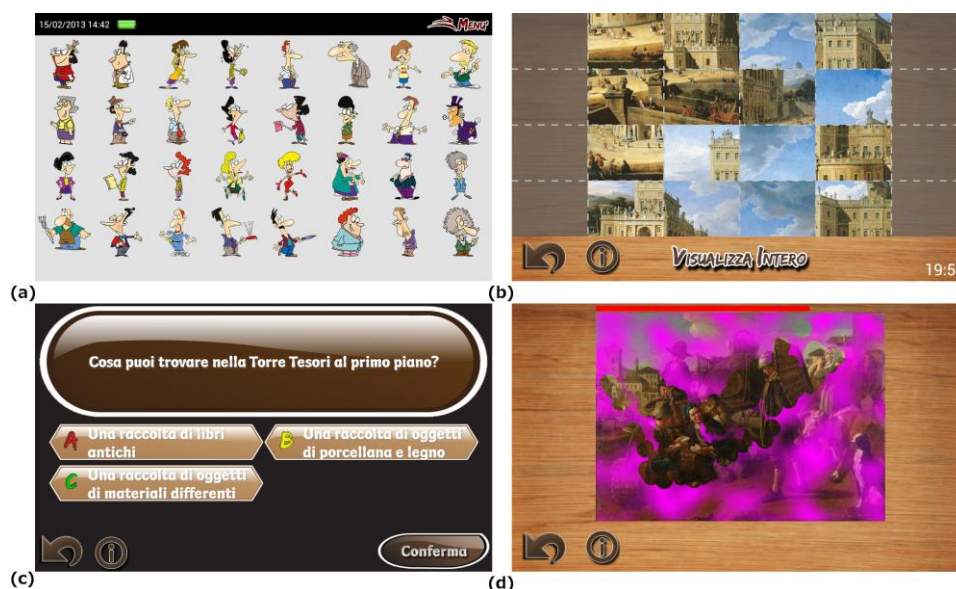 15/02/2013 14:42
MENU'
VISUALIZZA INTERO
19:5
(a)
(b)
Cosa puoi trovare nella Torre Tesori al primo piano?
A Una raccolta di libri
antichi
B Una raccolta di oggetti
di porcellana e legno
C Una raccolta di oggetti
di materiali differenti
Conferma
(c)
(d)